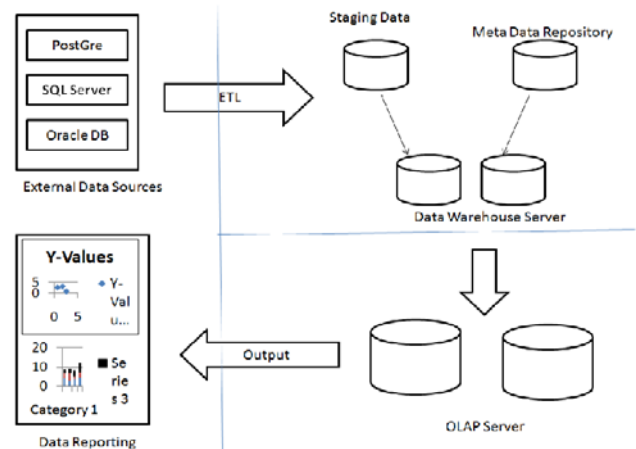 PostGre
SQL Server
Oracle DB
External Data Sources
ETL
Staging Data
Meta Data Repository
Data Warehouse Server
Y-Values
5
0
0 5
Y-
Val
u...
20
10
0
Se
rie
s 3
Category 1
Data Reporting
Output
OLAP Server